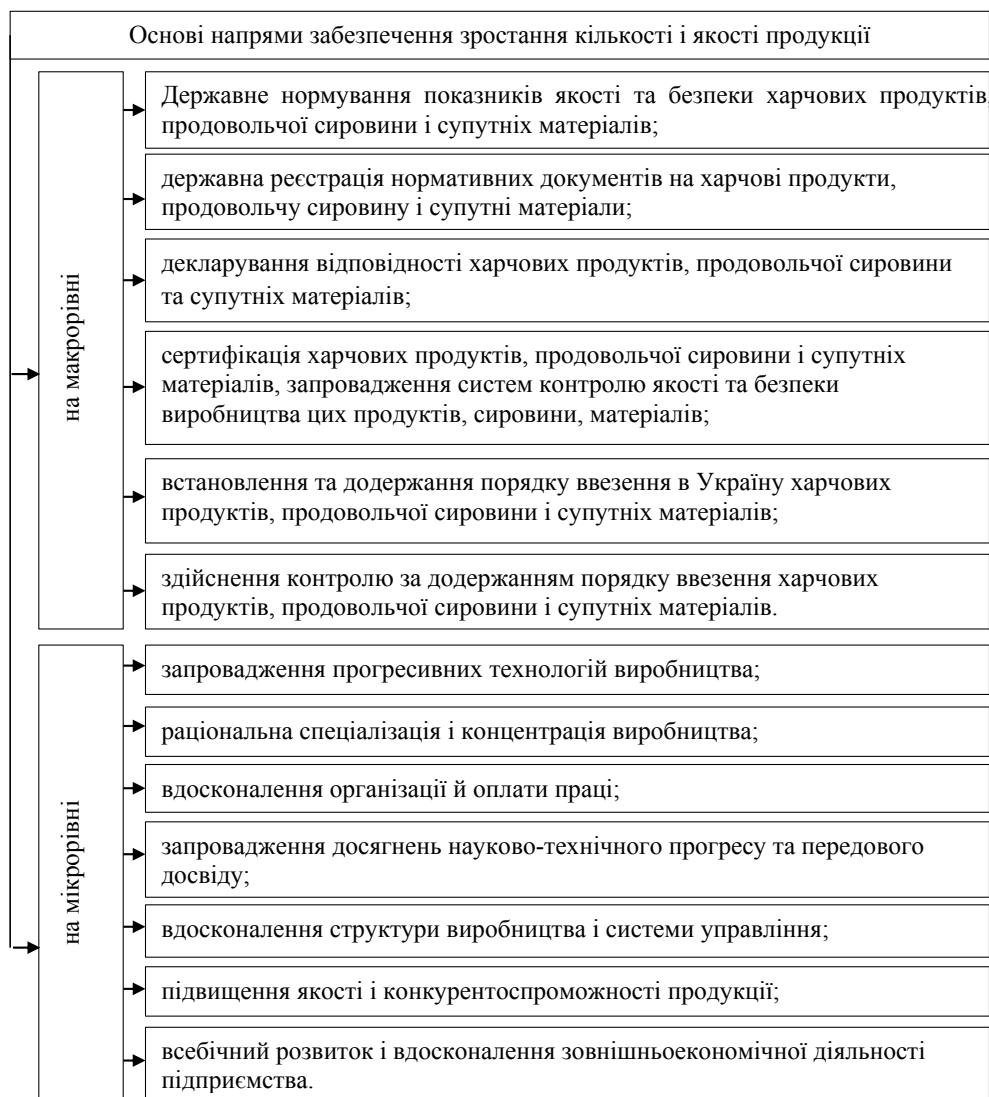 Основі напрями забезпечення зростання кількості і якості продукції
на макрорівні
Державне нормування показників якості та безпеки харчових продуктів,
продовольчої сировини і супутніх матеріалів;
державна реєстрація нормативних документів на харчові продукти,
продовольчу сировину і супутні матеріали;
декларування відповідності харчових продуктів, продовольчої сировини
та супутніх матеріалів;
сертифікація харчових продуктів, продовольчої сировини і супутніх
матеріалів, запровадження систем контролю якості та безпеки
виробництва цих продуктів, сировини, матеріалів;
встановлення та додержання порядку ввезення в Україну харчових
продуктів, продовольчої сировини і супутніх матеріалів;
здійснення контролю за додержанням порядку ввезення харчових
продуктів, продовольчої сировини і супутніх матеріалів.
на мікрорівні
запровадження прогресивних технологій виробництва;
раціональна спеціалізація і концентрація виробництва;
вдосконалення організації й оплати праці;
запровадження досягнень науково-технічного прогресу та передового
досвіду;
вдосконалення структури виробництва і системи управління;
підвищення якості і конкурентоспроможності продукції;
всебічний розвиток і вдосконалення зовнішньоекономічної діяльності
підприємства.